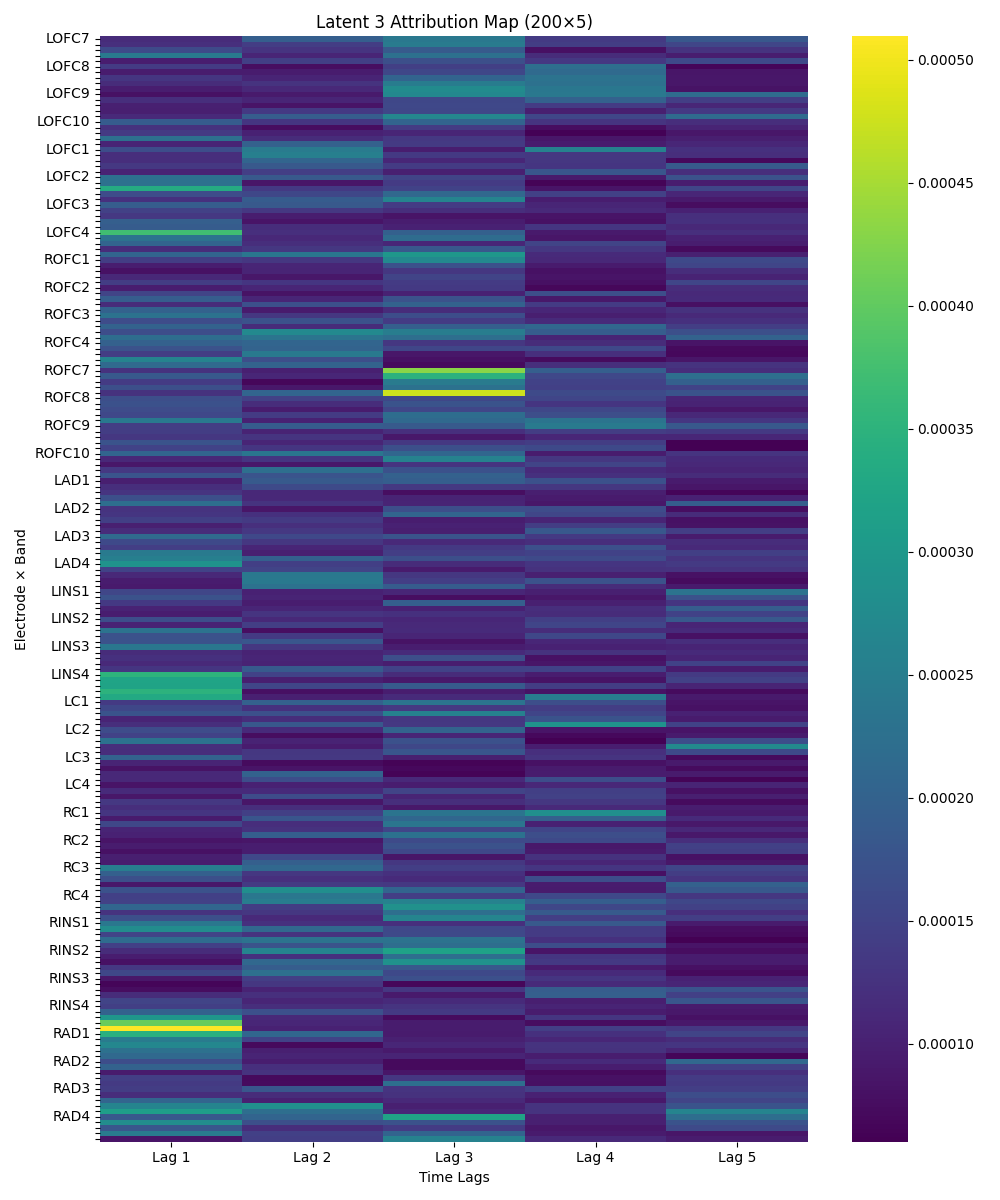 Latent 3 Attribution Map (200×5)
LOFC7
LOFC8
LOFC9
LOFC10
LOFC1
LOFC2
LOFC3
LOFC4
ROFC1
ROFC2
ROFC3
ROFC4
ROFC7
ROFC8
ROFC9
ROFC10
LAD1
LAD2
LAD3
LAD4
LINS1
LINS2
LINS3
LINS4
LC1
LC2
LC3
LC4
RC1
RC2
RC3
RC4
RINS1
RINS2
RINS3
RINS4
RAD1
RAD2
RAD3
RAD4
Electrode × Band
Lag 1 Lag 2 Lag 3 Lag 4 Lag 5
Time Lags
0.00050
0.00045
0.00040
0.00035
0.00030
0.00025
0.00020
0.00015
0.00010